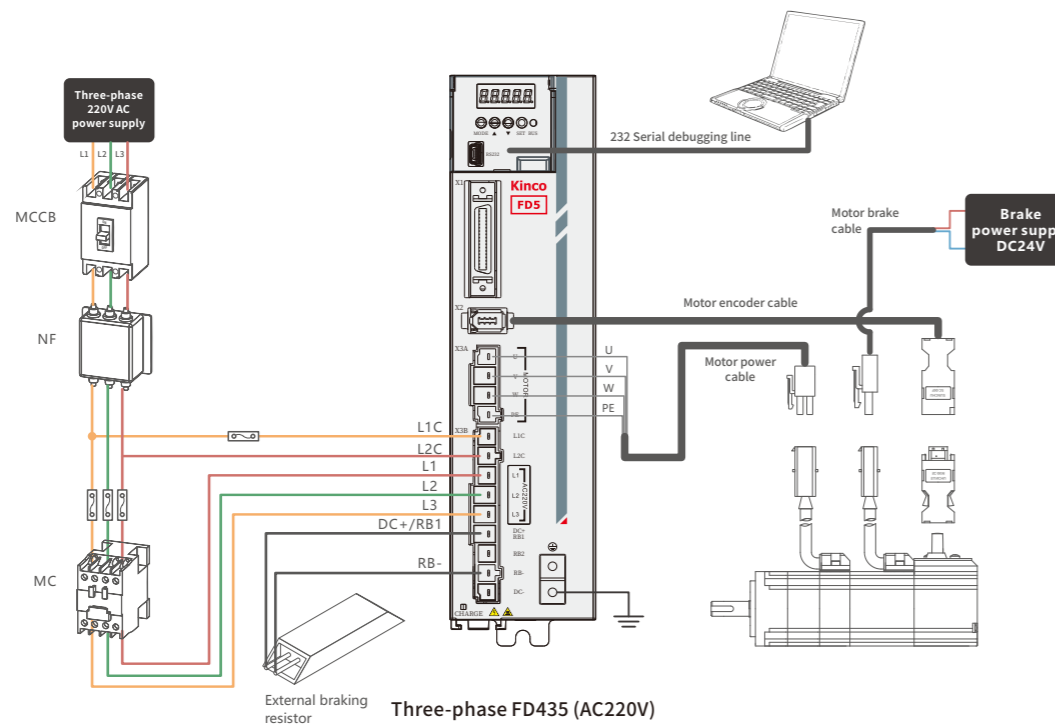 Three-phase
220V AC
power supply
L1 L2 L3
MCCB
NF
MC
MODE ▲ ▼ SET BUS
RS232
232 Serial debugging line
X1
Kinco
FD5
Motor brake
cable
Brake
power supp
DC24V
X2
Motor encoder cable
X3A
U
V
W
PE
MOTOR
U
V
W
PE
Motor power
cable
X3B
L1C
L2C
L1
L2
L3
DC+/RB1
RB-
L1C
L2C
L1
L2
L3
AC220V
DC+
RB1
RB2
RB-
DC-
CHARGE
External braking
resistor
Three-phase FD435 (AC220V)